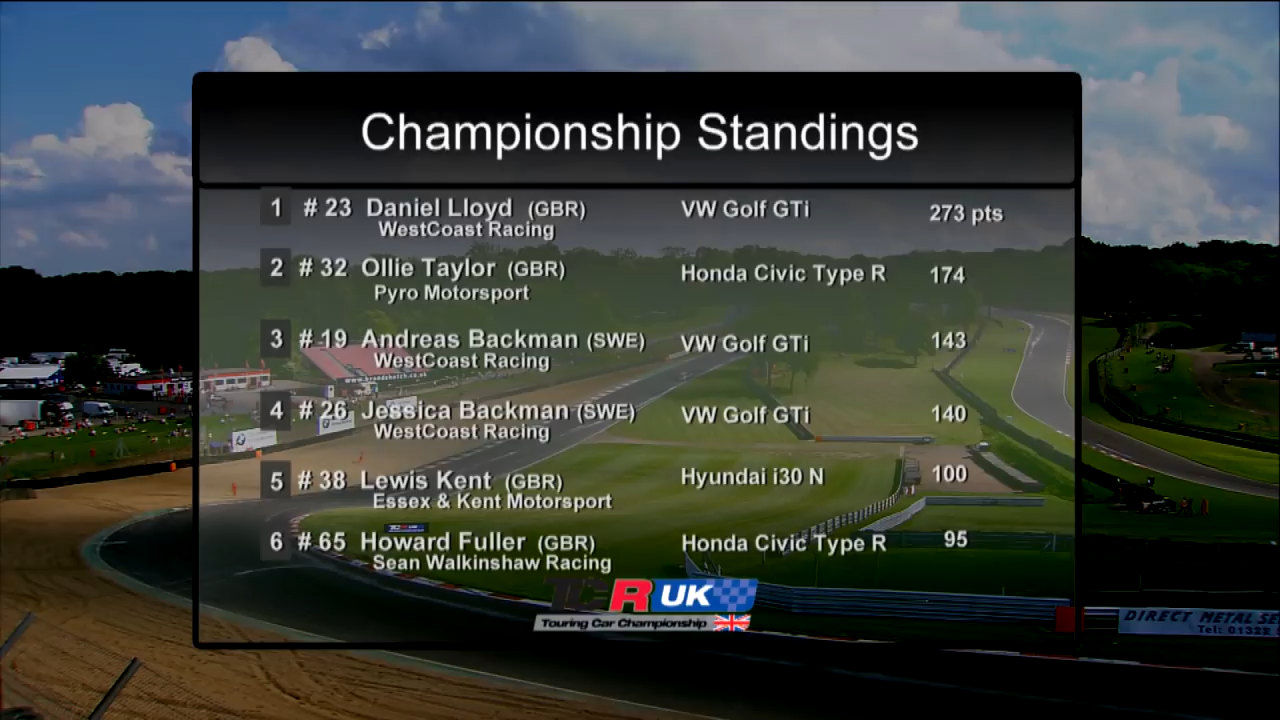 Championship Standings
1 # 23 Daniel Lloyd (GBR) VW Golf GTi 273 pts
WestCoast Racing
2 # 32 Ollie Taylor (GBR) Honda Civic Type R 174
Pyro Motorsport
3 # 19 Andreas Backman (SWE) VW Golf GTi 143
WestCoast Racing
4 # 26 Jessica Backman (SWE) VW Golf GTi 140
WestCoast Racing
5 # 38 Lewis Kent (GBR) Hyundai i30 N 100
Essex & Kent Motorsport
6 # 65 Howard Fuller (GBR) Honda Civic Type R 95
Sean Walkinshaw Racing
TCR UK
Touring Car Championship
DIRECT METAL SE
Tel: 01322